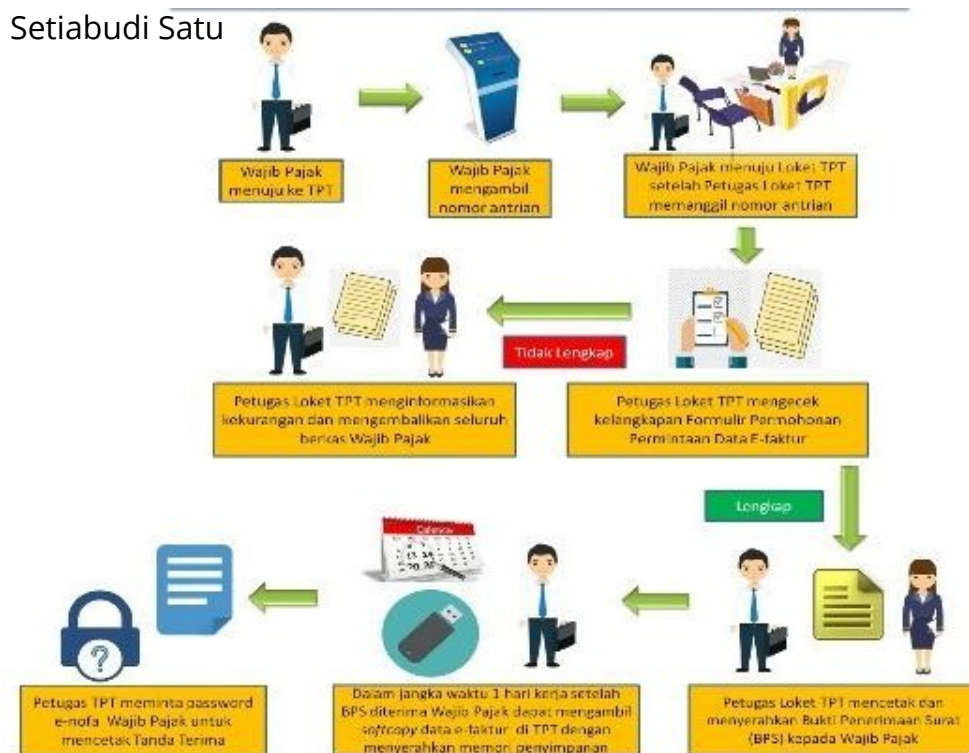 Setiabudi Satu
Wajib Pajak
menuju ke TPT
Wajib Pajak
mengambil
nomor antrian
Wajib Pajak menuju Loket TPT
setelah Petugas Loket TPT
memanggil nomor antrian
Tidak Lengkap
Petugas Loket TPT menginformasikan
kekurangan dan mengembalikan seluruh
berkas Wajib Pajak
Petugas Loket TPT mengecek
kelengkapan Formulir Permohonan
Permintaan Data E-faktur
Lengkap
Calendar
?
Petugas TPT meminta password
e-nofa Wajib Pajak untuk
mencetak Tanda Terima
Dalam jangka waktu 1 hari kerja setelah
BPS diterima Wajib Pajak dapat mengambil
softcopy data e-faktur di TPT dengan
menyerahkan memori penyimpanan
Petugas Loket TPT mencetak dan
menyerahkan Bukti Penerimaan Surat
(BPS) kepada Wajib Pajak